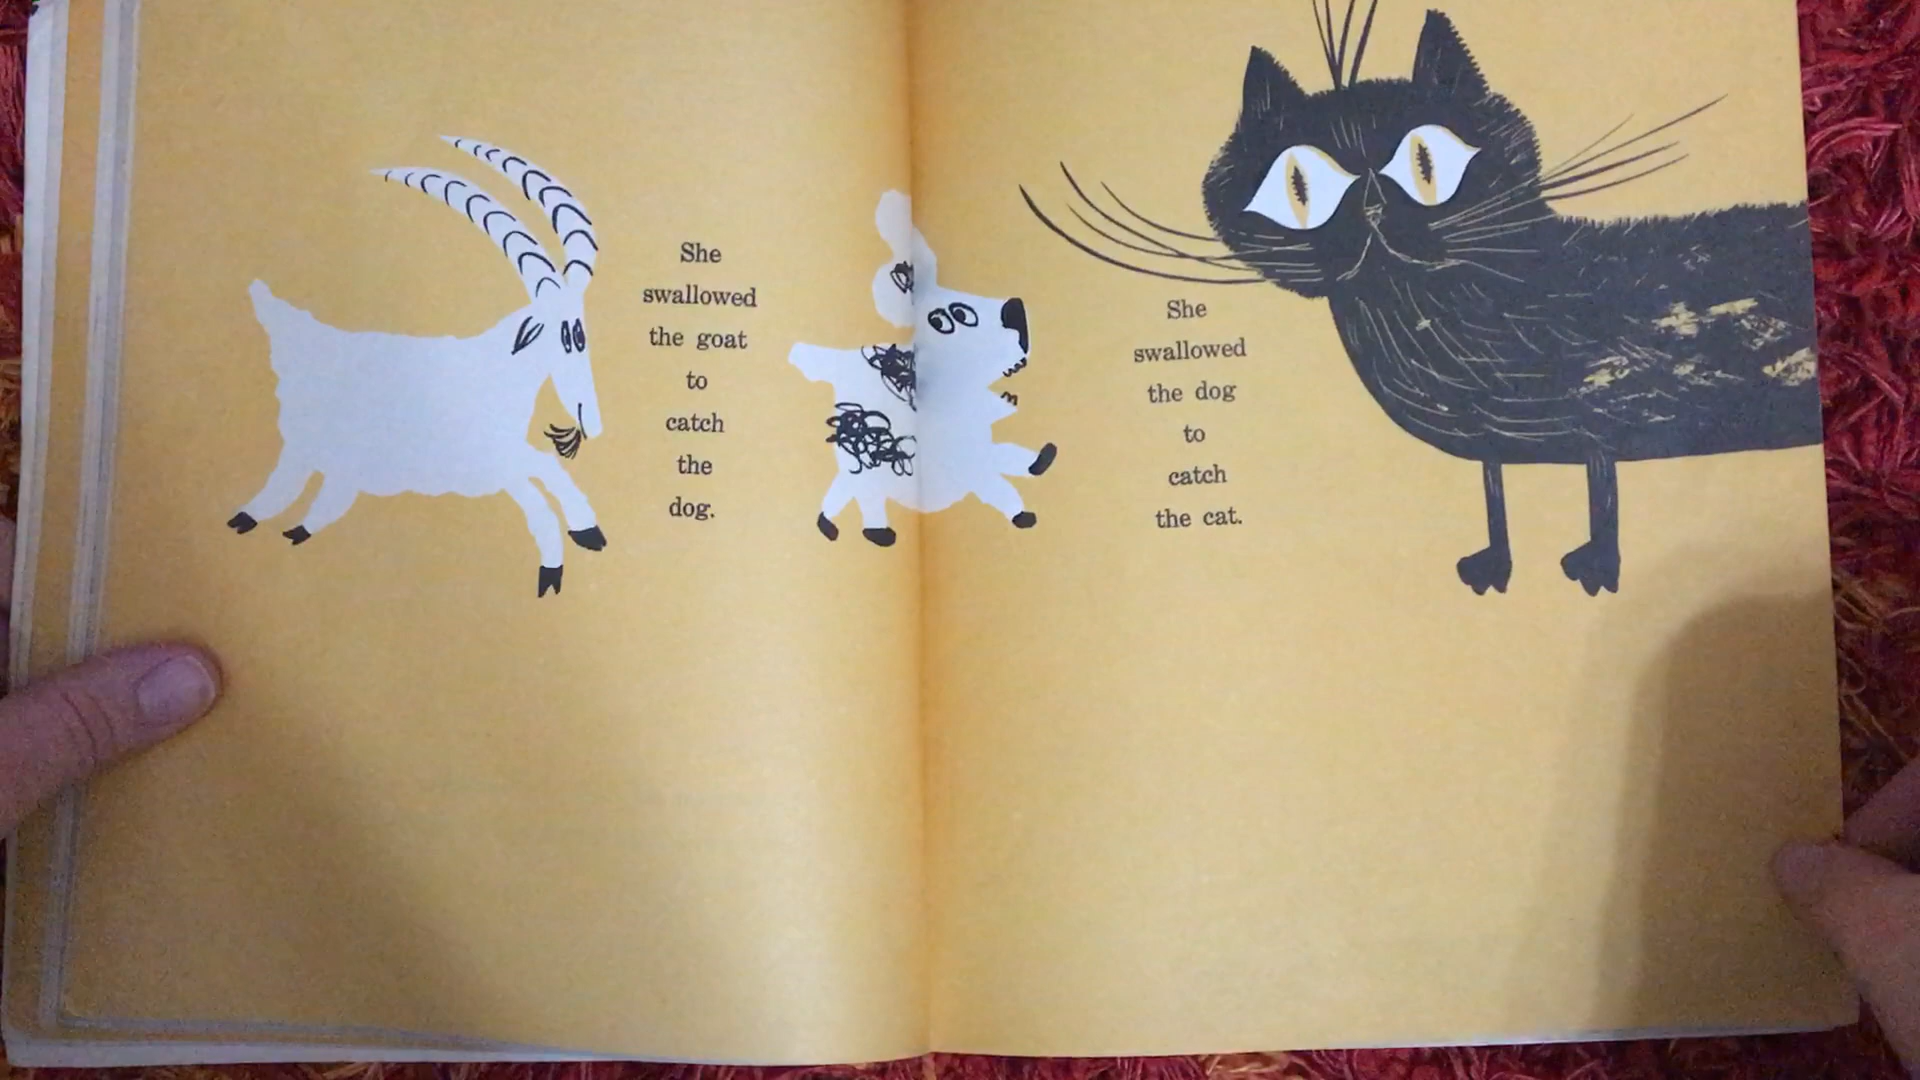 She
swallowed
the goat
to
catch
the
dog.
She
swallowed
the dog
to
catch
the cat.